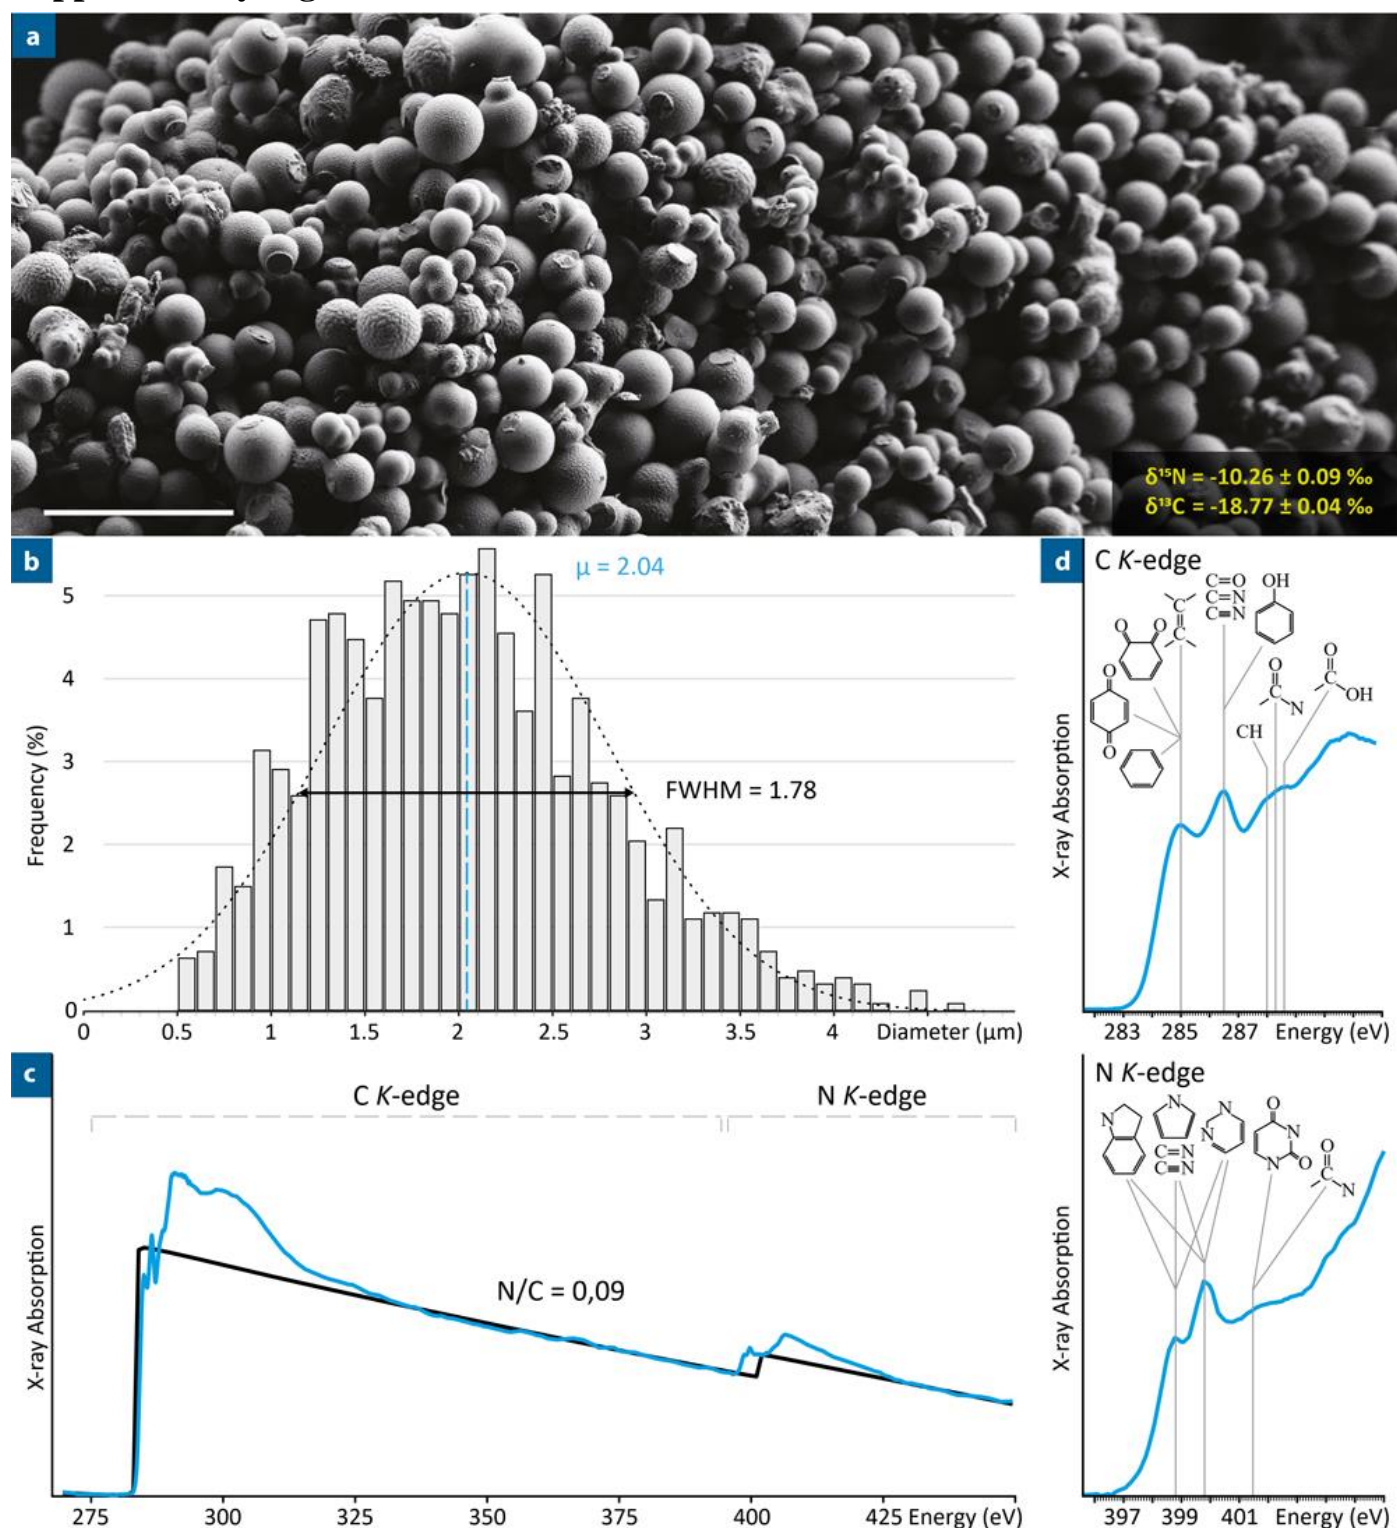 a
δ¹⁵N = -10.26 ± 0.09 ‰
δ¹³C = -18.77 ± 0.04 ‰
b
μ = 2.04
FWHM = 1.78
Frequency (%)
5
4
3
2
1
0
0 0.5 1 1.5 2 2.5 3 3.5 4 Diameter (μm)
c
C K-edge
N K-edge
N/C = 0,09
X-ray Absorption
275 300 325 350 375 400 425 Energy (eV)
d
C K-edge
C=O
C=N
C≡N
OH
C
C
O O
O
O
O
C
N
O
C
OH
CH
X-ray Absorption
283 285 287 Energy (eV)
N K-edge
N
N
C=N
C≡N
N
N
O
N
N
O
O
C
N
X-ray Absorption
397 399 401 Energy (eV)